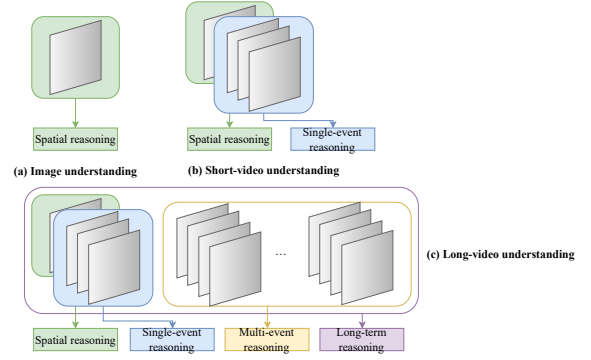 Spatial reasoning
(a) Image understanding
Spatial reasoning
Single-event
reasoning
(b) Short-video understanding
...
(c) Long-video understanding
Spatial reasoning
Single-event
reasoning
Multi-event
reasoning
Long-term
reasoning